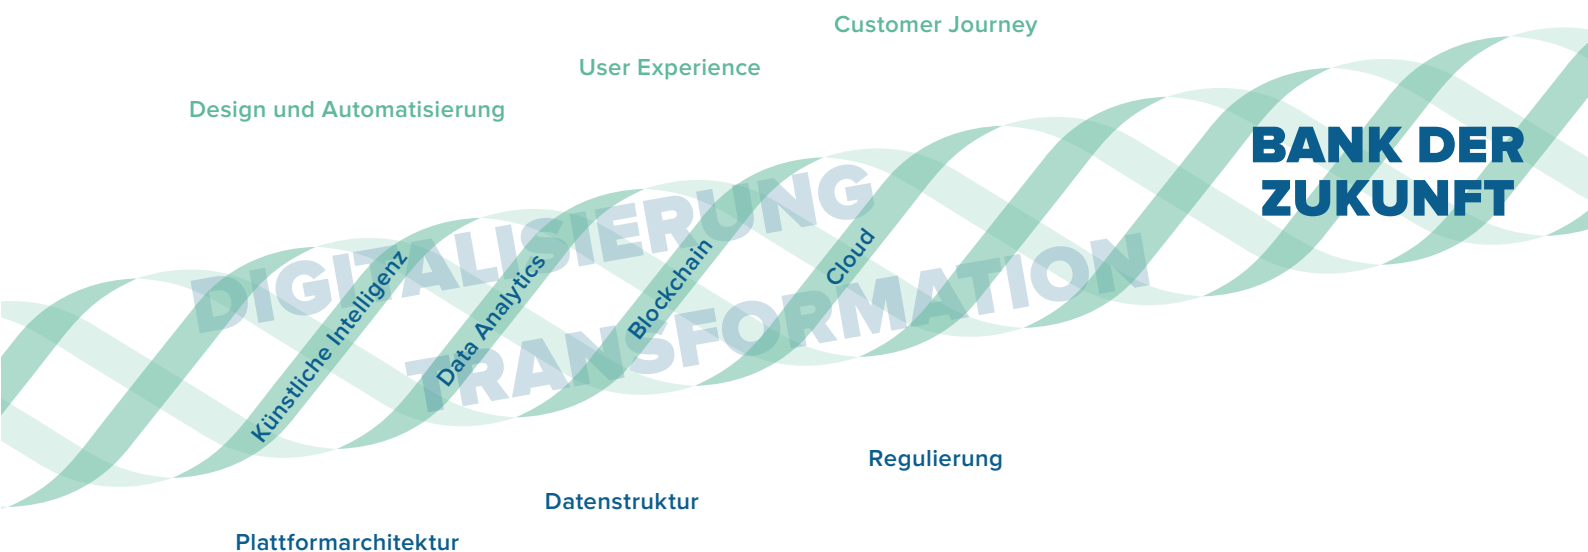 Customer Journey
User Experience
Design und Automatisierung
BANK DER
ZUKUNFT
DIGITALISIERUNG
TRANSFORMATION
Künstliche Intelligenz
Data Analytics
Blockchain
Cloud
Regulierung
Datenstruktur
Plattformarchitektur